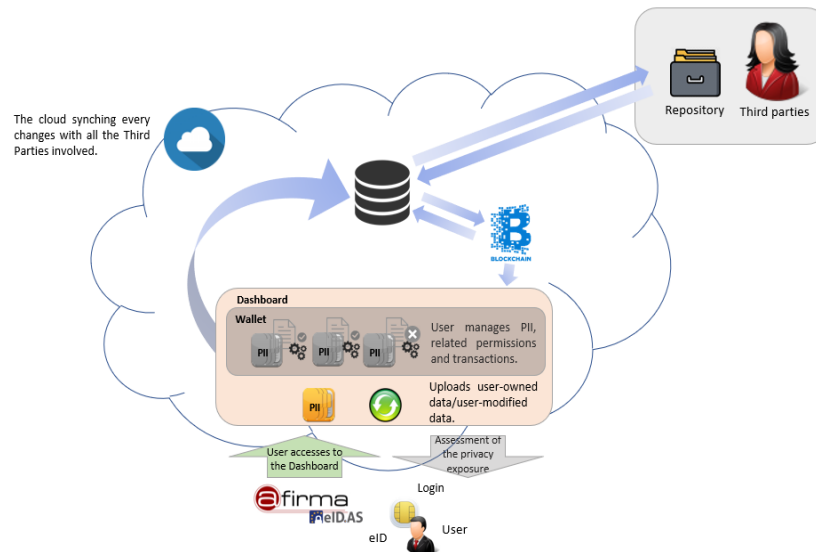 The cloud synching every
changes with all the Third
Parties involved.
Repository
Third parties
BLOCKCHAIN
Dashboard
Wallet
PII
PII
PII
User manages PII,
related permissions
and transactions.
PII
Uploads user-owned
data/user-modified
data.
User accesses to
the Dashboard
Assessment of
the privacy
exposure
@firma
eID.AS
Login
User
eID